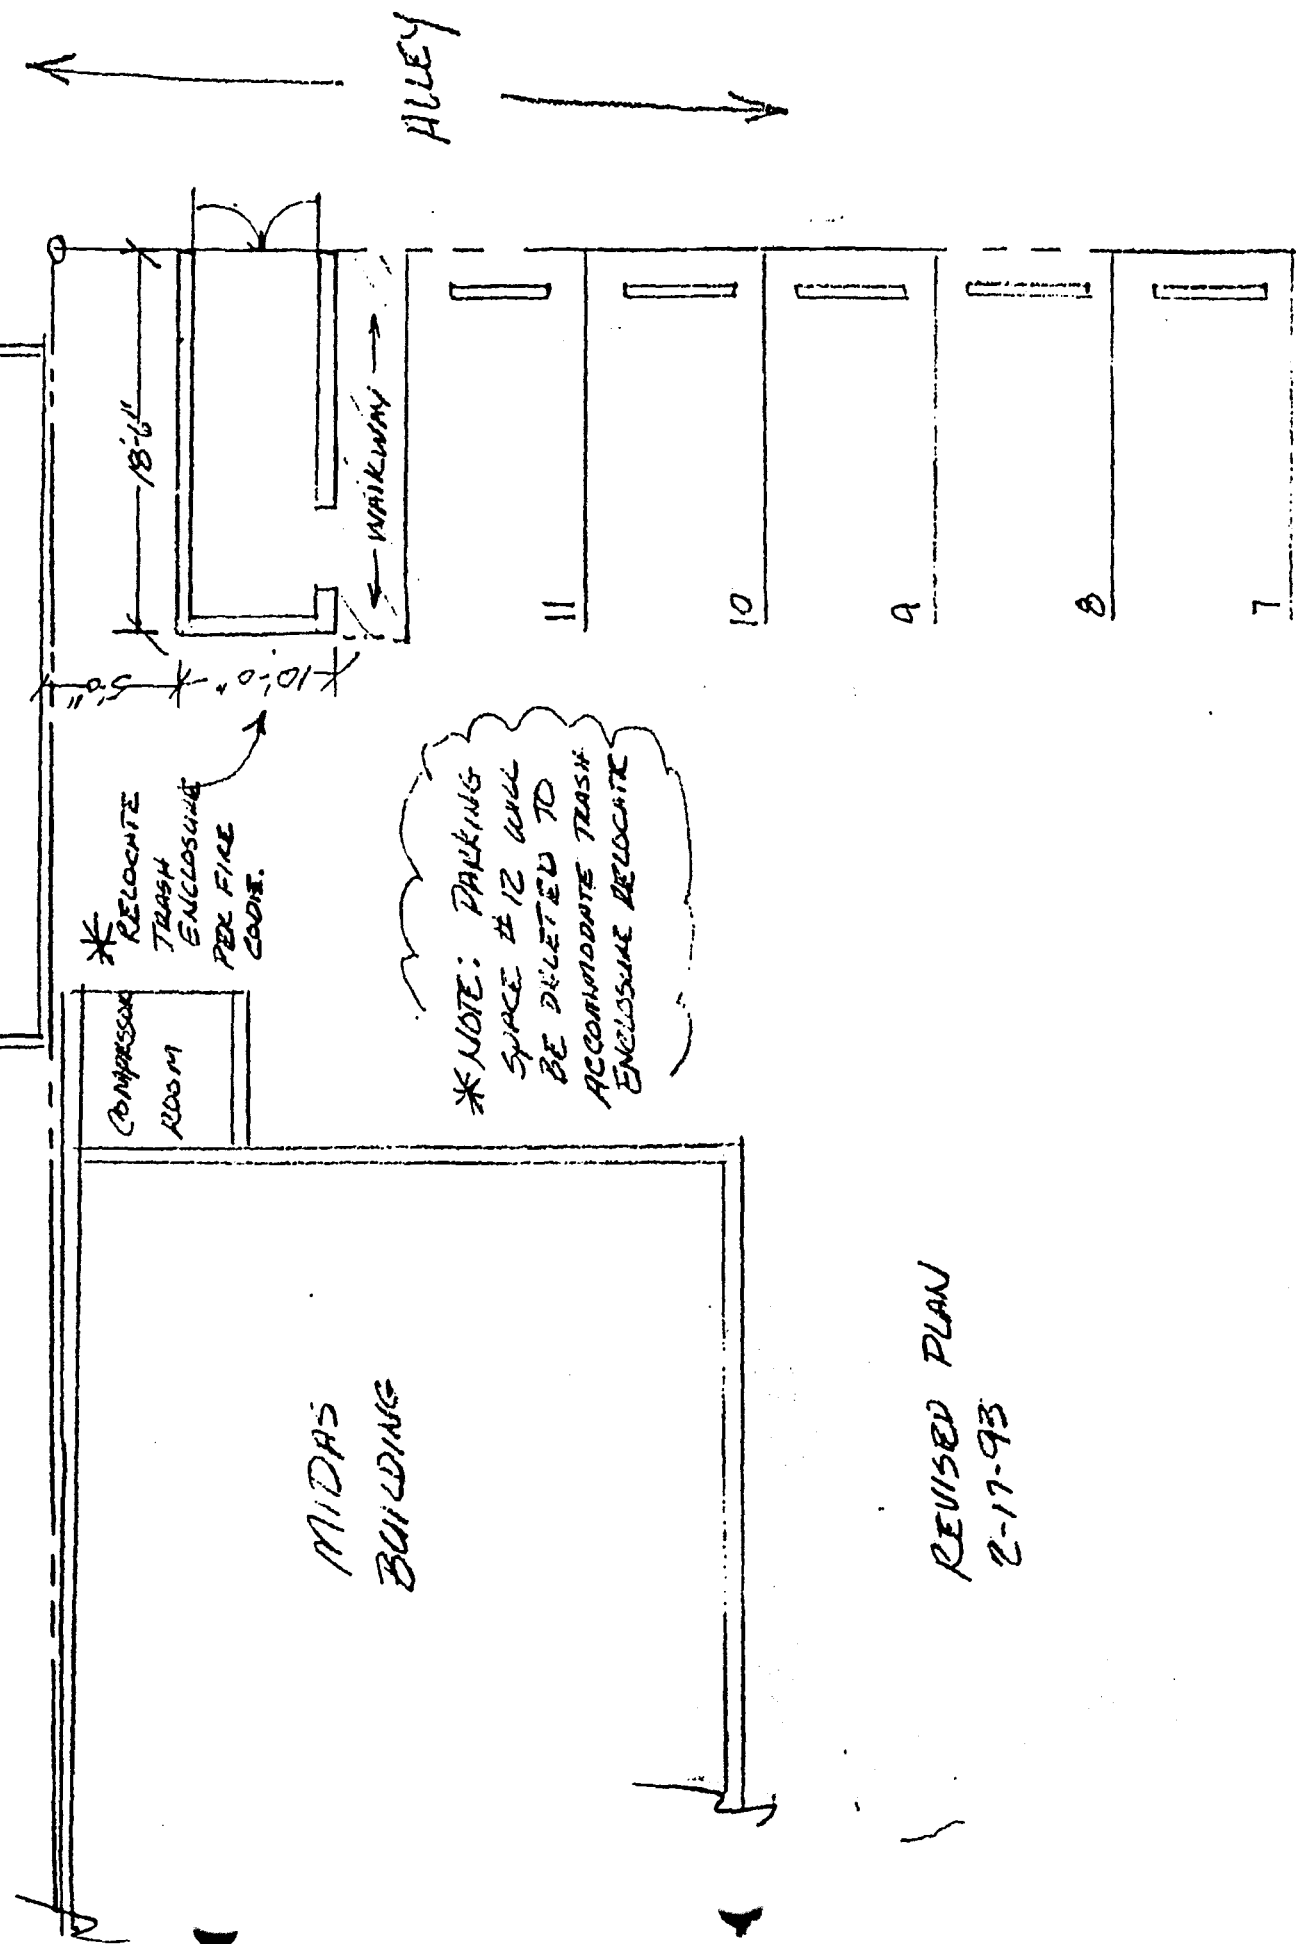 ALLEY
18'-6"
5'-0"
10'-0"
← WALKWAY →
* RELOCATE
TRASH
ENCLOSURE
PER FIRE
CODE.
COMPRESSOR
ROOM
* NOTE: PARKING
SPACE #12 WILL
BE DELETED TO
ACCOMMODATE TRASH
ENCLOSURE RELOCATE
11
10
9
8
7
MIDAS
BUILDING
REVISED PLAN
2-17-93